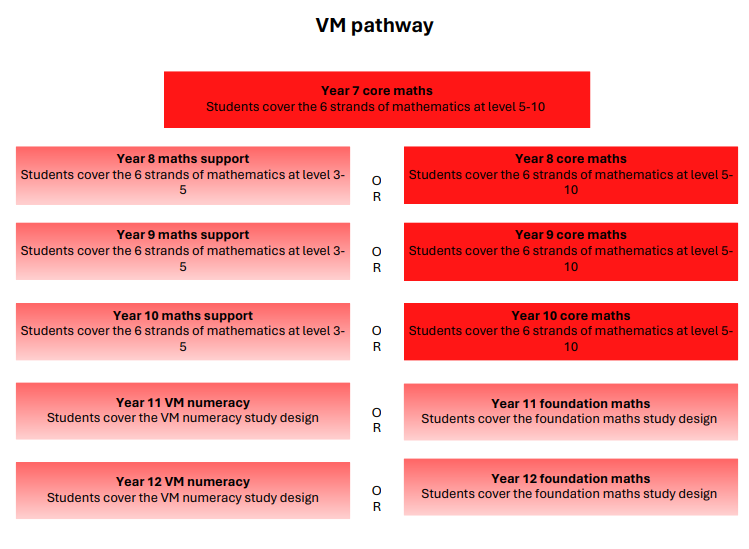 VM pathway
Year 7 core maths
Students cover the 6 strands of mathematics at level 5-10
Year 8 maths support
Students cover the 6 strands of mathematics at level 3-
5
O
R
Year 8 core maths
Students cover the 6 strands of mathematics at level 5-
10
Year 9 maths support
Students cover the 6 strands of mathematics at level 3-
5
O
R
Year 9 core maths
Students cover the 6 strands of mathematics at level 5-
10
Year 10 maths support
Students cover the 6 strands of mathematics at level 3-
5
O
R
Year 10 core maths
Students cover the 6 strands of mathematics at level 5-
10
Year 11 VM numeracy
Students cover the VM numeracy study design
O
R
Year 11 foundation maths
Students cover the foundation maths study design
Year 12 VM numeracy
Students cover the VM numeracy study design
O
R
Year 12 foundation maths
Students cover the foundation maths study design